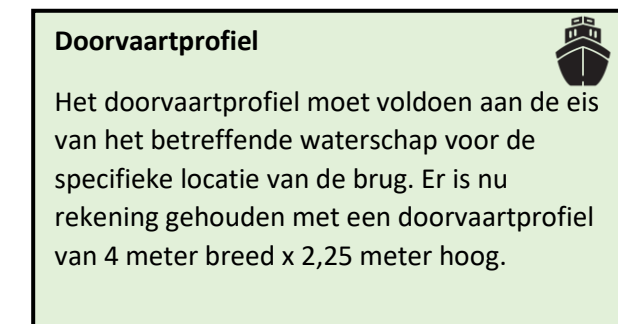 Doorvaartprofiel
Het doorvaartprofiel moet voldoen aan de eis
van het betreffende waterschap voor de
specifieke locatie van de brug. Er is nu
rekening gehouden met een doorvaartprofiel
van 4 meter breed x 2,25 meter hoog.